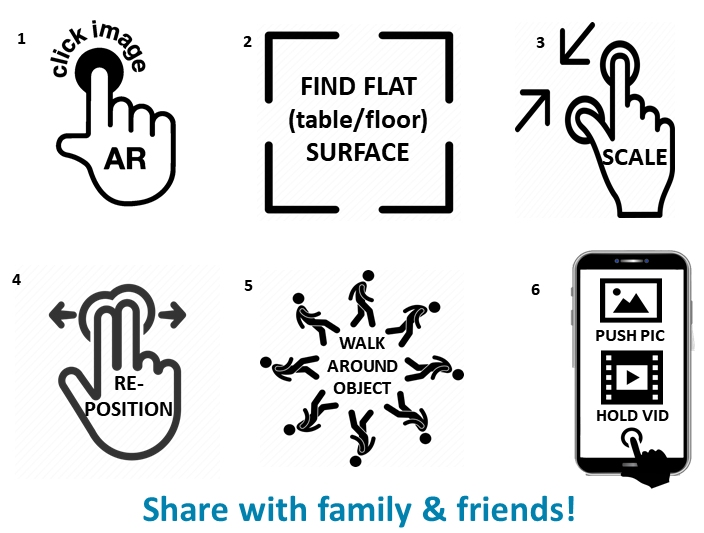 1
click image
AR
2
FIND FLAT
(table/floor)
SURFACE
3
SCALE
4
RE-
POSITION
5
WALK
AROUND
OBJECT
6
PUSH PIC
HOLD VID
Share with family & friends!